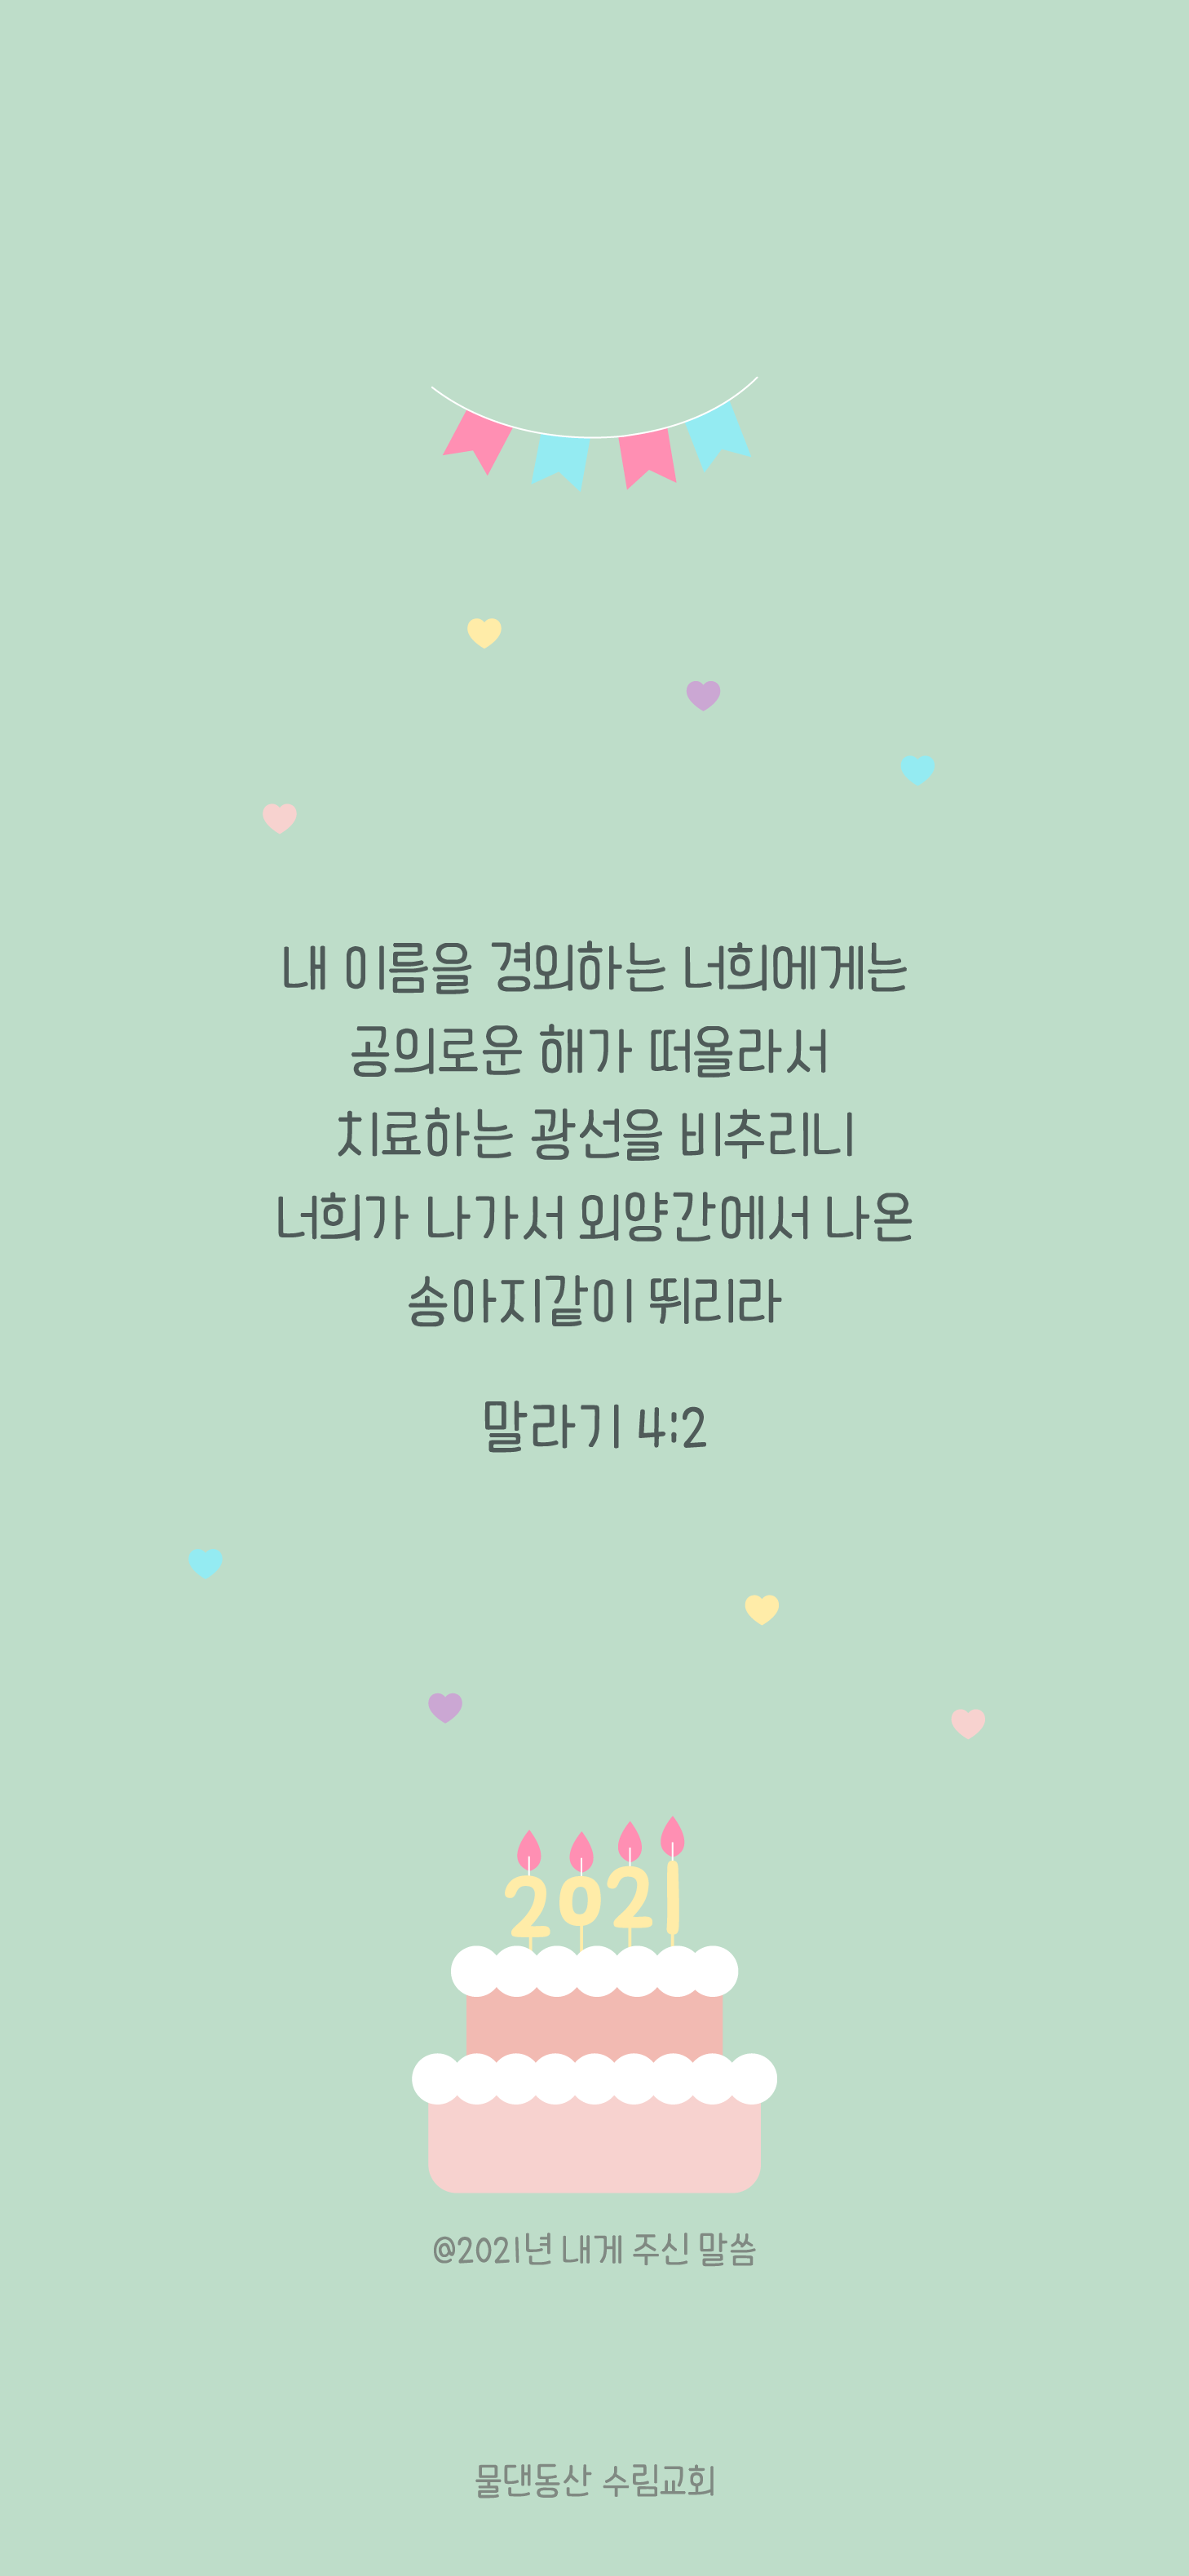 내 이름을 경외하는 너희에게는
공의로운 해가 떠올라서
치료하는 광선을 비추리니
너희가 나가서 외양간에서 나온
송아지같이 뛰리라
말라기 4:2
2021
@2021년 내게 주신 말씀
물댄동산 수림교회